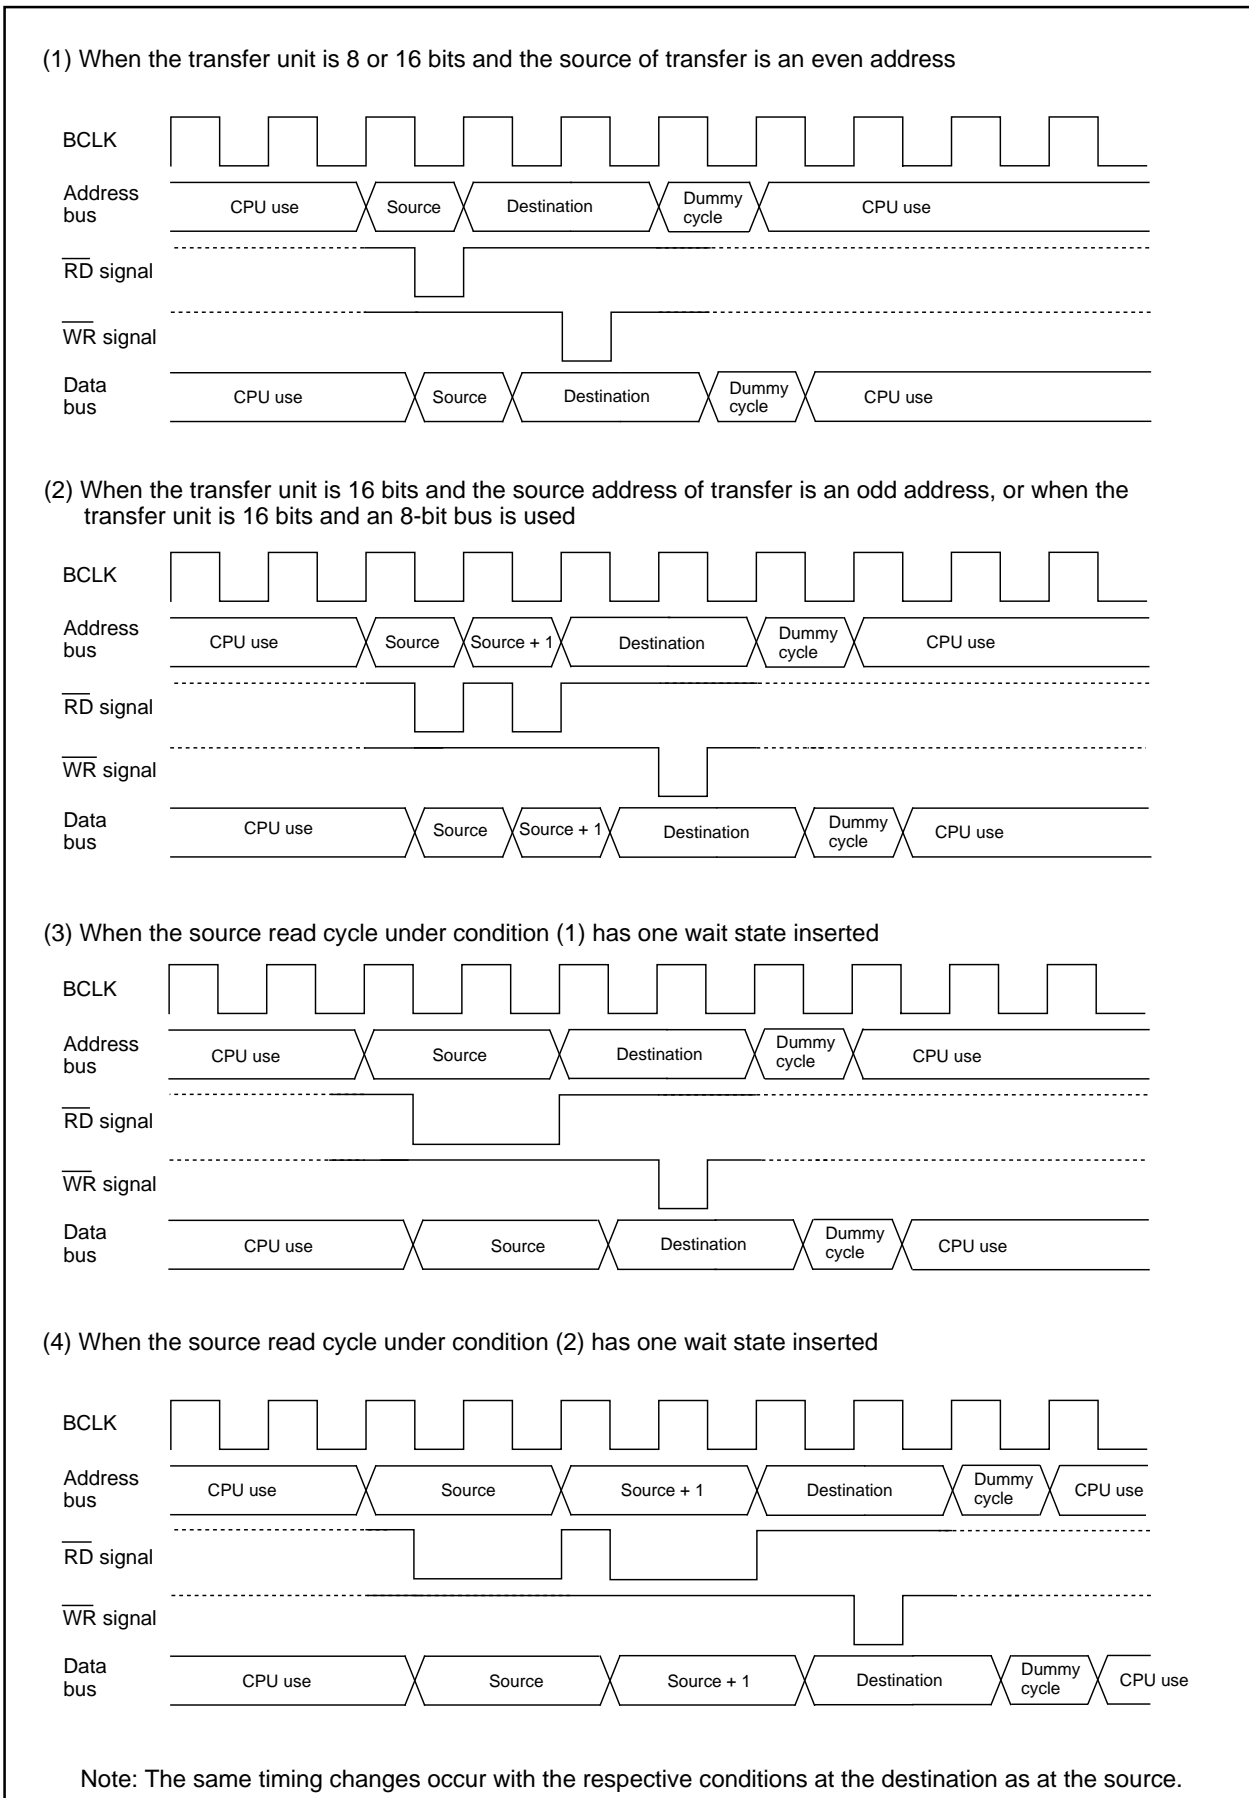 (1) When the transfer unit is 8 or 16 bits and the source of transfer is an even address
BCLK
Address
bus
CPU use
Source
Destination
Dummy
cycle
CPU use
RD signal
WR signal
Data
bus
CPU use
Source
Destination
Dummy
cycle
CPU use
(2) When the transfer unit is 16 bits and the source address of transfer is an odd address, or when the
transfer unit is 16 bits and an 8-bit bus is used
BCLK
Address
bus
CPU use
Source
Source + 1
Destination
Dummy
cycle
CPU use
RD signal
WR signal
Data
bus
CPU use
Source
Source + 1
Destination
Dummy
cycle
CPU use
(3) When the source read cycle under condition (1) has one wait state inserted
BCLK
Address
bus
CPU use
Source
Destination
Dummy
cycle
CPU use
RD signal
WR signal
Data
bus
CPU use
Source
Destination
Dummy
cycle
CPU use
(4) When the source read cycle under condition (2) has one wait state inserted
BCLK
Address
bus
CPU use
Source
Source + 1
Destination
Dummy
cycle
CPU use
RD signal
WR signal
Data
bus
CPU use
Source
Source + 1
Destination
Dummy
cycle
CPU use
Note: The same timing changes occur with the respective conditions at the destination as at the source.